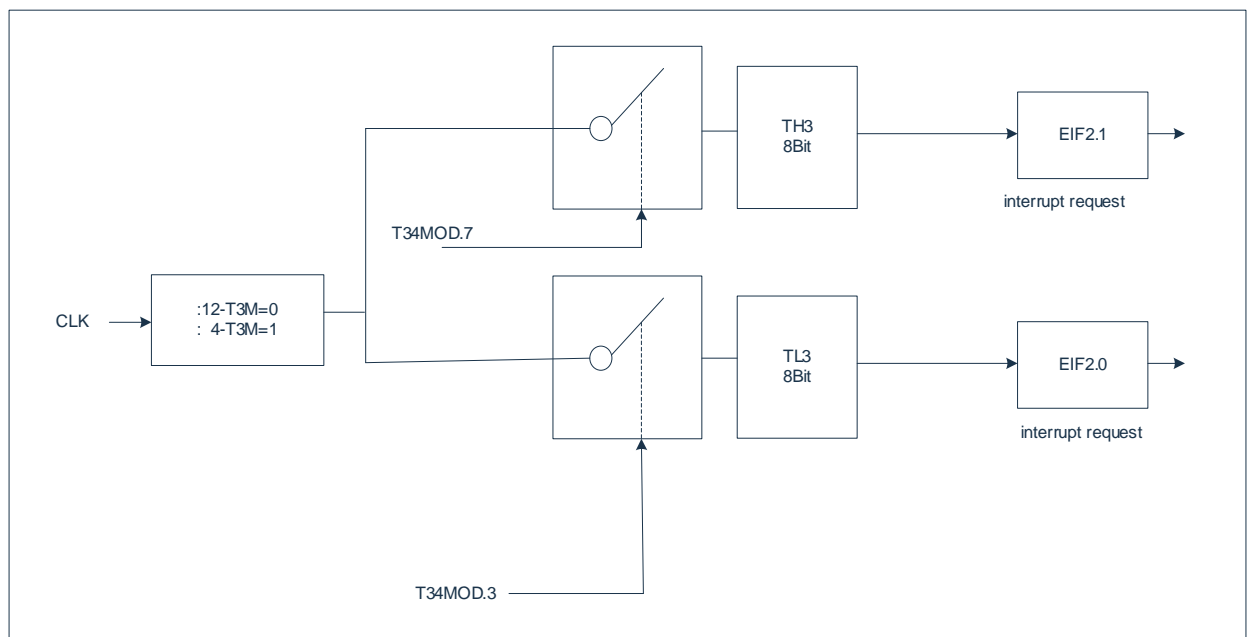 TH3
8Bit
EIF2.1
interrupt request
T34MOD.7
CLK
:12-T3M=0
: 4-T3M=1
TL3
8Bit
EIF2.0
interrupt request
T34MOD.3